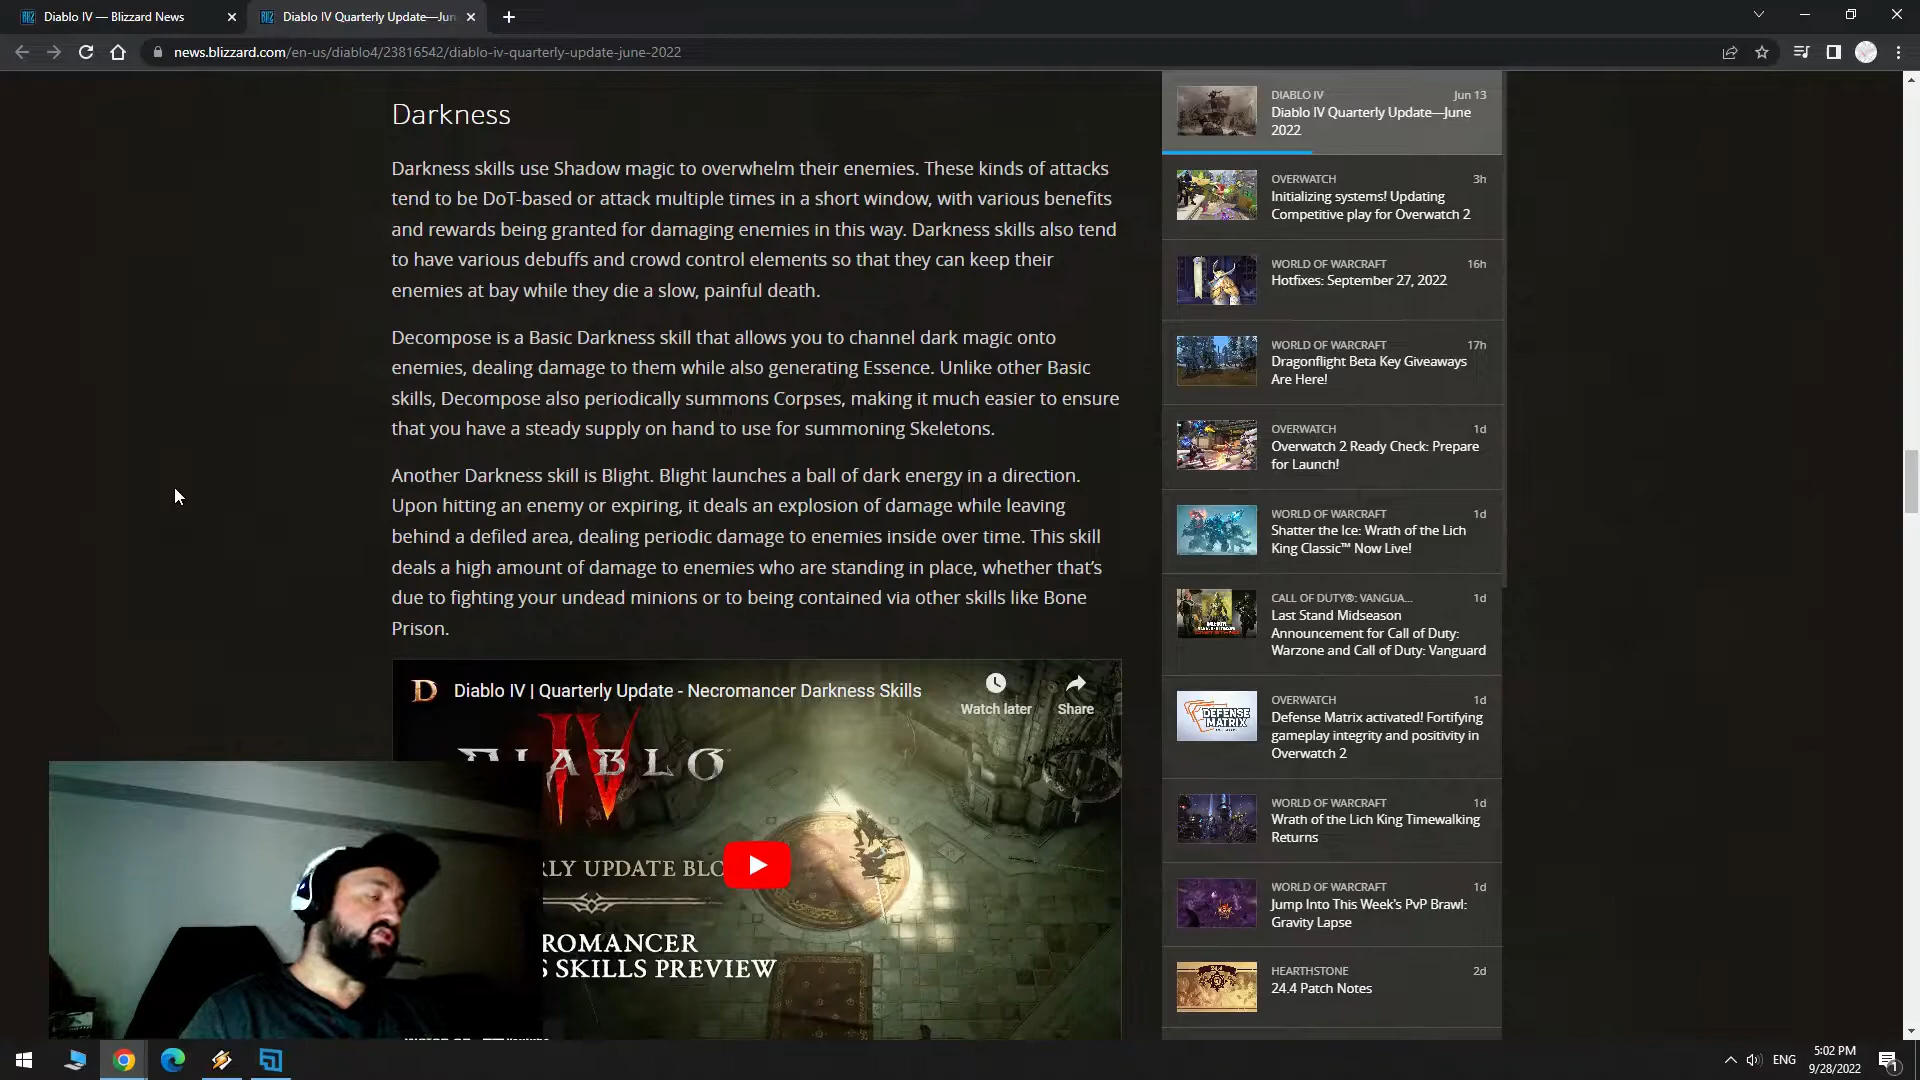 Diablo IV — Blizzard News
Diablo IV Quarterly Update—Jun
news.blizzard.com/en-us/diablo4/23816542/diablo-iv-quarterly-update-june-2022
Darkness
Darkness skills use Shadow magic to overwhelm their enemies. These kinds of attacks
tend to be DoT-based or attack multiple times in a short window, with various benefits
and rewards being granted for damaging enemies in this way. Darkness skills also tend
to have various debuffs and crowd control elements so that they can keep their
enemies at bay while they die a slow, painful death.
Decompose is a Basic Darkness skill that allows you to channel dark magic onto
enemies, dealing damage to them while also generating Essence. Unlike other Basic
skills, Decompose also periodically summons Corpses, making it much easier to ensure
that you have a steady supply on hand to use for summoning Skeletons.
Another Darkness skill is Blight. Blight launches a ball of dark energy in a direction.
Upon hitting an enemy or expiring, it deals an explosion of damage while leaving
behind a defiled area, dealing periodic damage to enemies inside over time. This skill
deals a high amount of damage to enemies who are standing in place, whether that's
due to fighting your undead minions or to being contained via other skills like Bone
Prison.
Diablo IV | Quarterly Update - Necromancer Darkness Skills
Watch later
Share
DIABLO
IV
RLY UPDATE BLO
ROMANCER
S SKILLS PREVIEW
DIABLO IV
Jun 13
Diablo IV Quarterly Update—June
2022
OVERWATCH
3h
Initializing systems! Updating
Competitive play for Overwatch 2
WORLD OF WARCRAFT
16h
Hotfixes: September 27, 2022
WORLD OF WARCRAFT
17h
Dragonflight Beta Key Giveaways
Are Here!
OVERWATCH
1d
Overwatch 2 Ready Check: Prepare
for Launch!
WORLD OF WARCRAFT
1d
Shatter the Ice: Wrath of the Lich
King Classic™ Now Live!
CALL OF DUTY®: VANGUA...
1d
Last Stand Midseason
Announcement for Call of Duty:
Warzone and Call of Duty: Vanguard
OVERWATCH
1d
Defense Matrix activated! Fortifying
gameplay integrity and positivity in
Overwatch 2
DEFENSE
MATRIX
WORLD OF WARCRAFT
1d
Wrath of the Lich King Timewalking
Returns
WORLD OF WARCRAFT
1d
Jump Into This Week's PvP Brawl:
Gravity Lapse
HEARTHSTONE
2d
24.4 Patch Notes
ENG
5:02 PM
9/28/2022